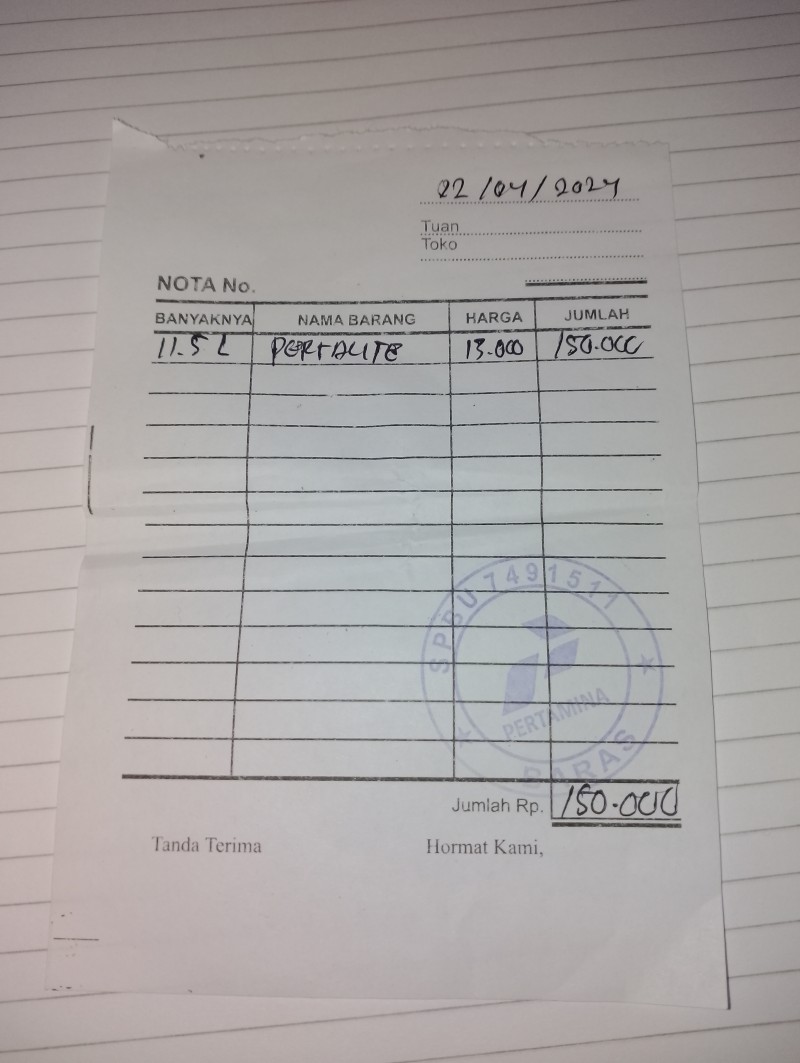 22/04/2024
Tuan
Toko
NOTA No.
BANYAKNYA NAMA BARANG HARGA JUMLAH
11.5 L PERTALITE 13.000 150.000
SPBU 7491511
PERTAMINA
BARAS
Jumlah Rp. 150.000
Tanda Terima Hormat Kami,